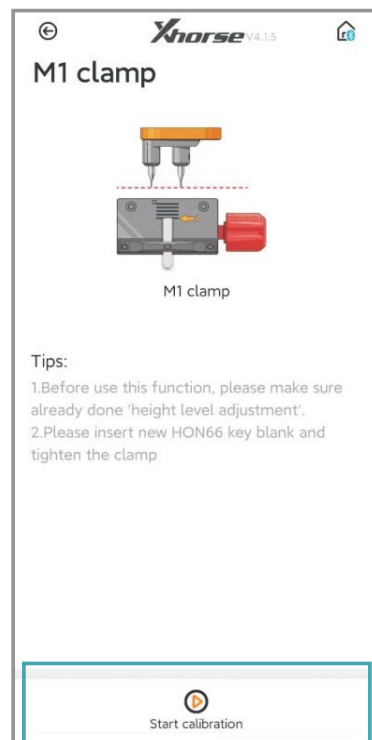 Xhorse V4.1.5
M1 clamp
M1 clamp
Tips:
1.Before use this function, please make sure
already done 'height level adjustment'.
2.Please insert new HON66 key blank and
tighten the clamp
Start calibration